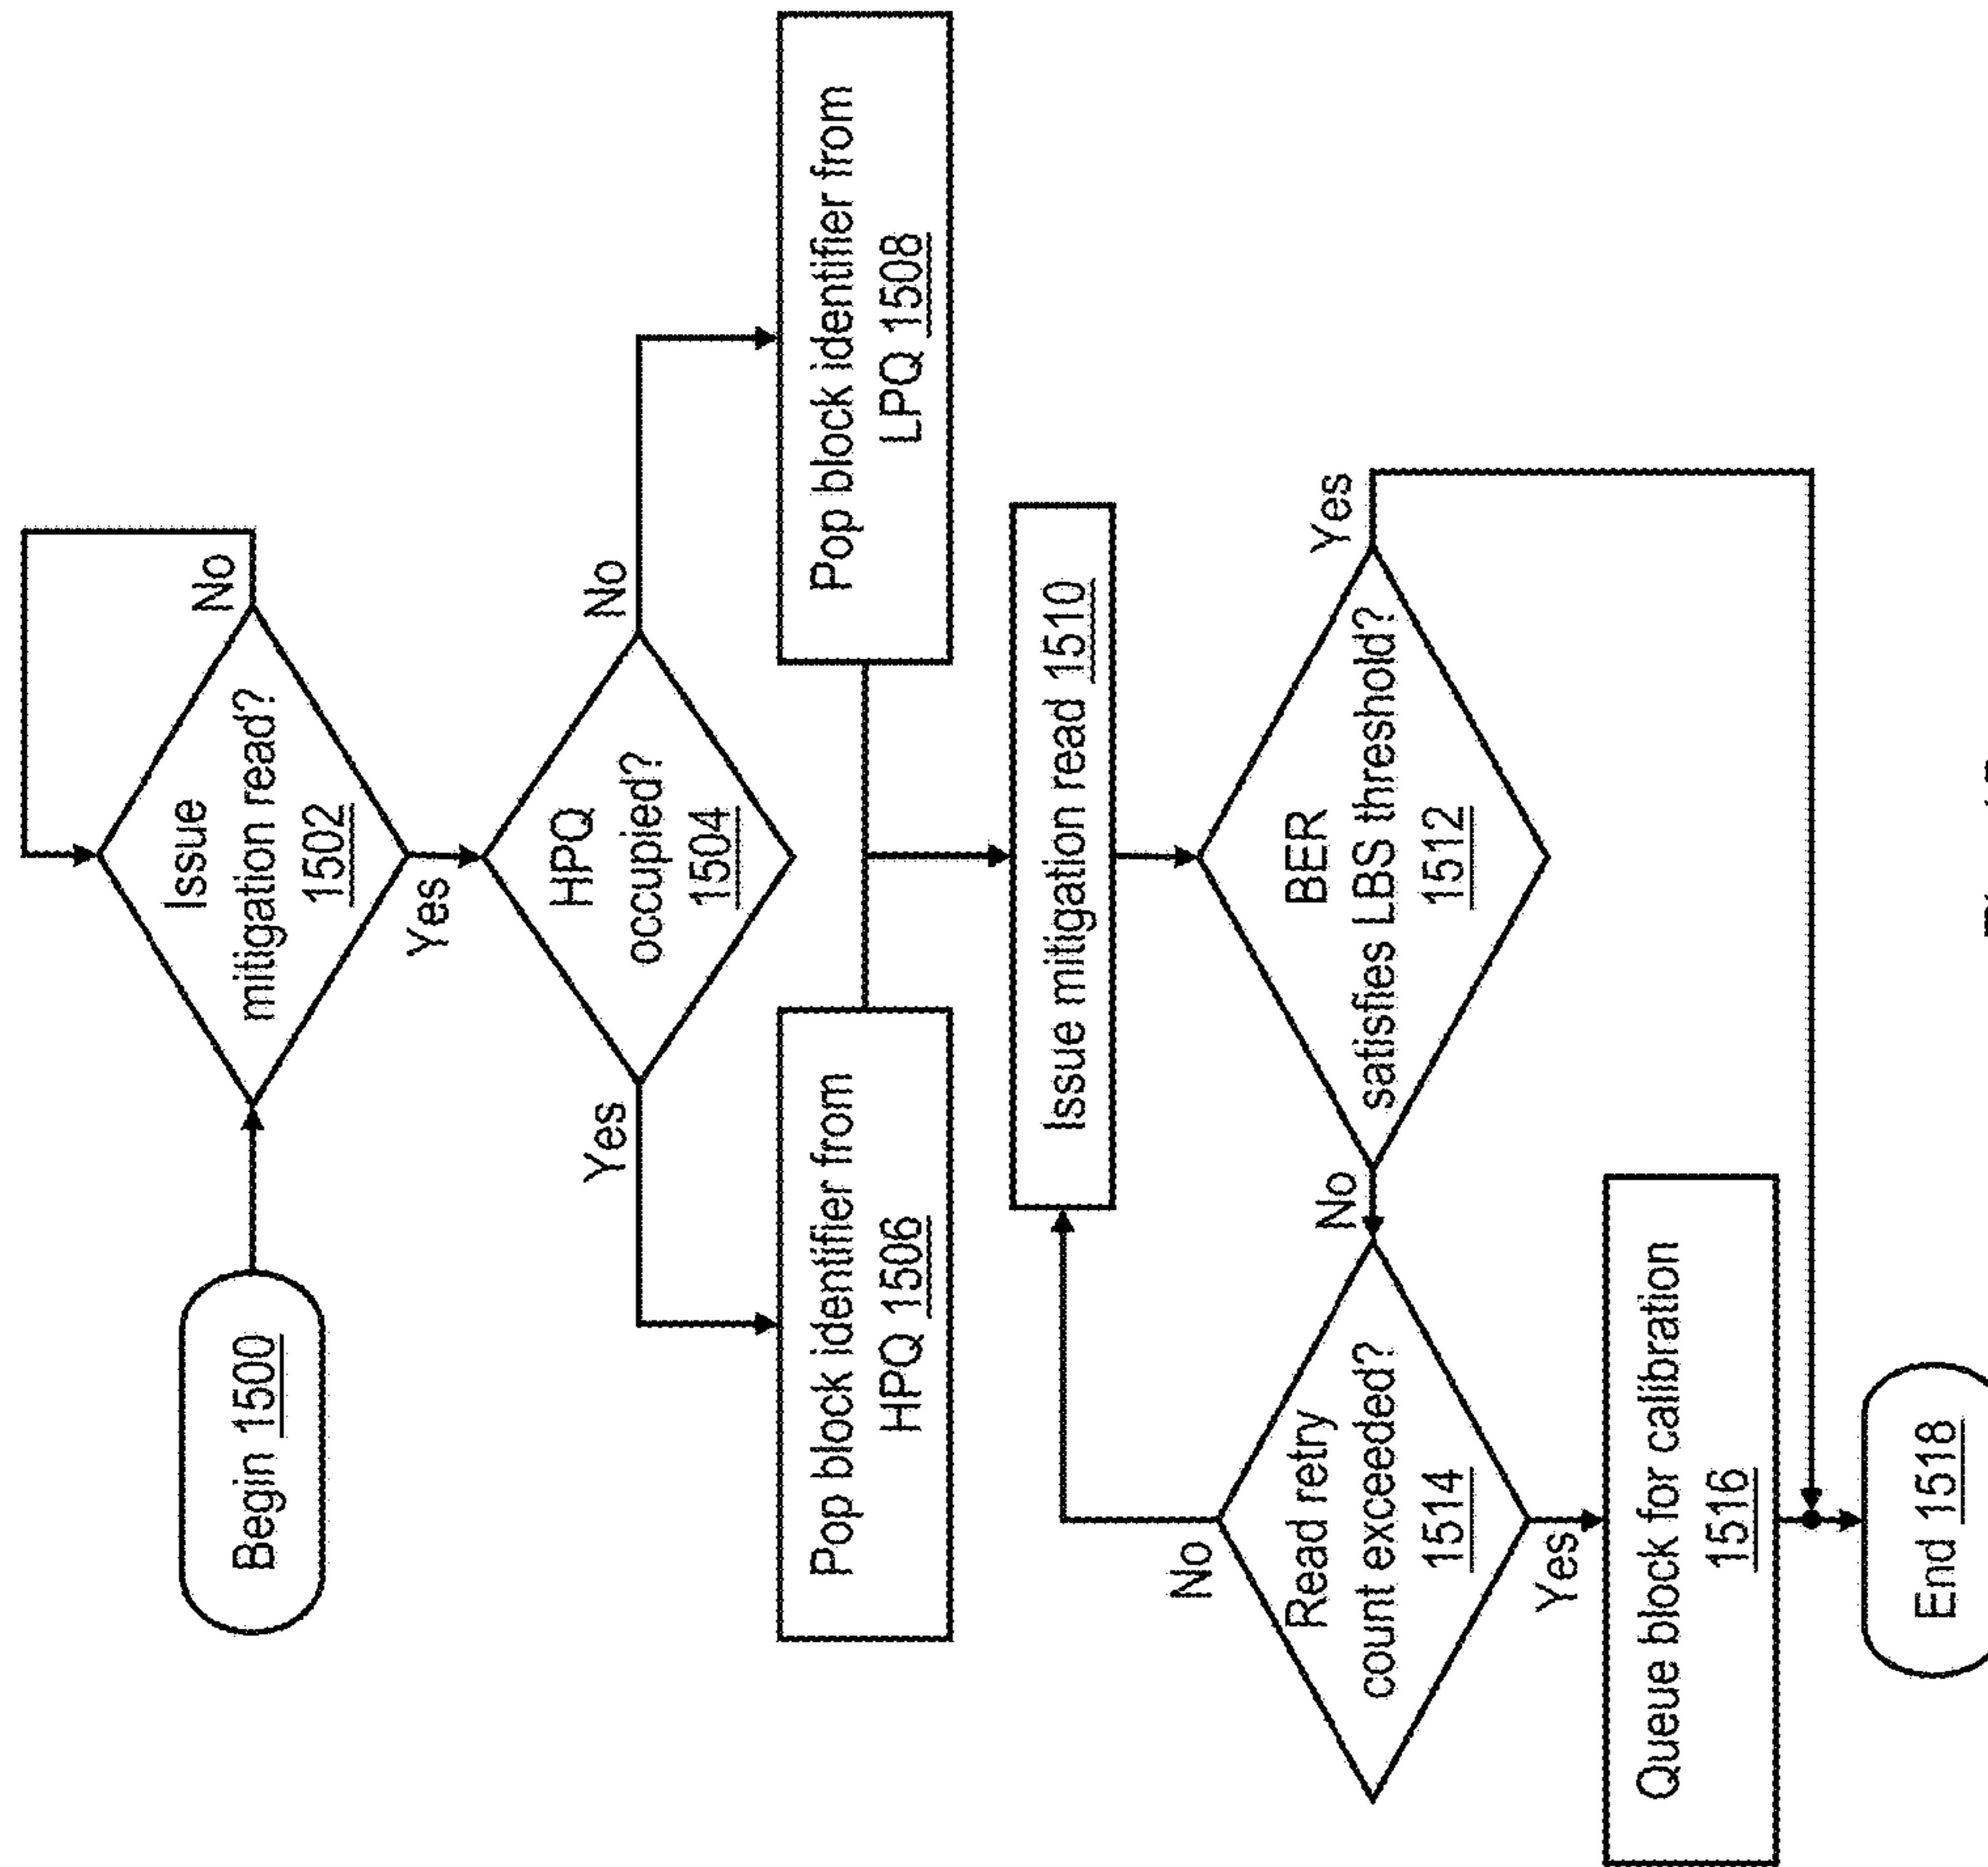 Begin 1500
Issue
mitigation read?
1502
No
Yes
HPQ
occupied?
1504
Yes
No
Pop block identifier from
HPQ 1506
Pop block identifier from
LPQ 1508
Issue mitigation read 1510
BER
satisfies LBS threshold?
1512
No
Yes
Read retry
count exceeded?
1514
No
Yes
Queue block for calibration
1516
End 1518